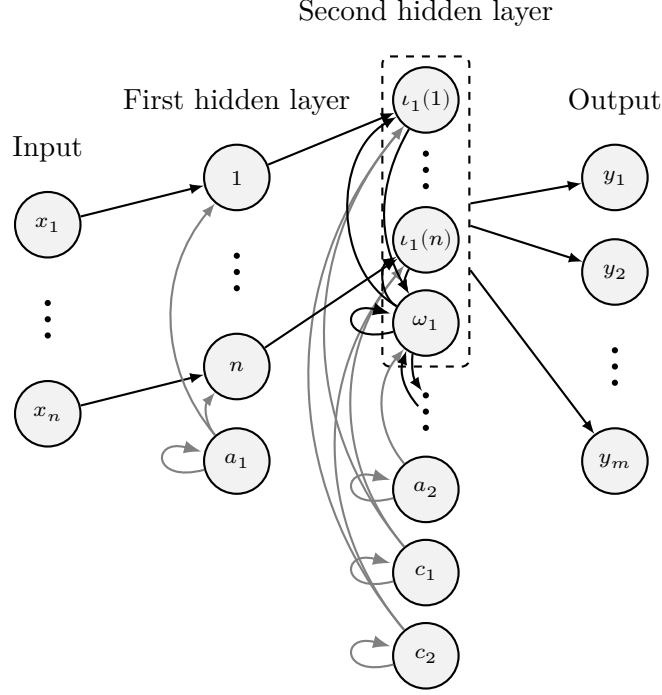 Second hidden layer
First hidden layer
Output
Input
ι₁(1)
1
y₁
x₁
ι₁(n)
y₂
ω₁
n
xₙ
a₁
yₘ
a₂
c₁
c₂